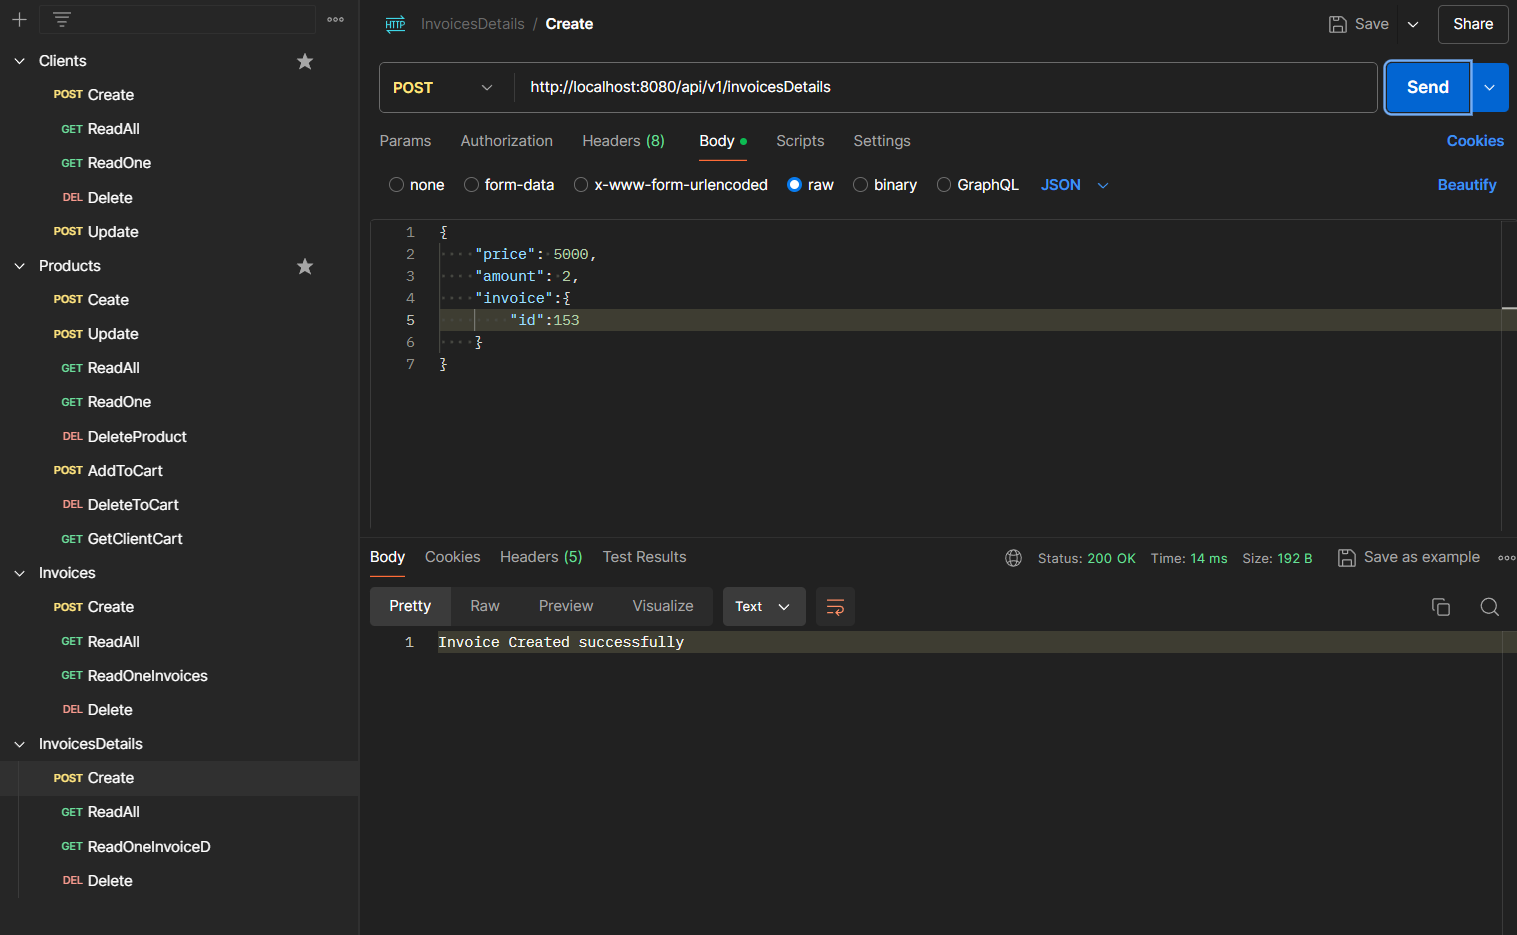 Clients
POST Create
GET ReadAll
GET ReadOne
DEL Delete
POST Update
Products
POST Ceate
POST Update
GET ReadAll
GET ReadOne
DEL DeleteProduct
POST AddToCart
DEL DeleteToCart
GET GetClientCart
Invoices
POST Create
GET ReadAll
GET ReadOneInvoices
DEL Delete
InvoicesDetails
POST Create
GET ReadAll
GET ReadOneInvoiceD
DEL Delete
HTTP InvoicesDetails / Create Save Share
POST http://localhost:8080/api/v1/invoicesDetails Send
Params Authorization Headers (8) Body Scripts Settings Cookies
none form-data x-www-form-urlencoded raw binary GraphQL JSON Beautify
1 {
2 "price": 5000,
3 "amount": 2,
4 "invoice":{
5 "id":153
6 }
7 }
Body Cookies Headers (5) Test Results Status: 200 OK Time: 14 ms Size: 192 B Save as example
Pretty Raw Preview Visualize Text
1 Invoice Created successfully